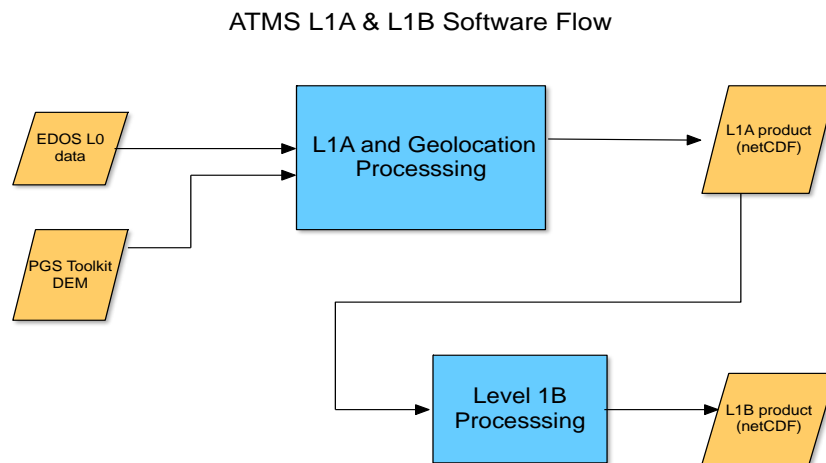 ATMS L1A & L1B Software Flow
EDOS L0
data
L1A and Geolocation
Processsing
L1A product
(netCDF)
PGS Toolkit
DEM
Level 1B
Processsing
L1B product
(netCDF)